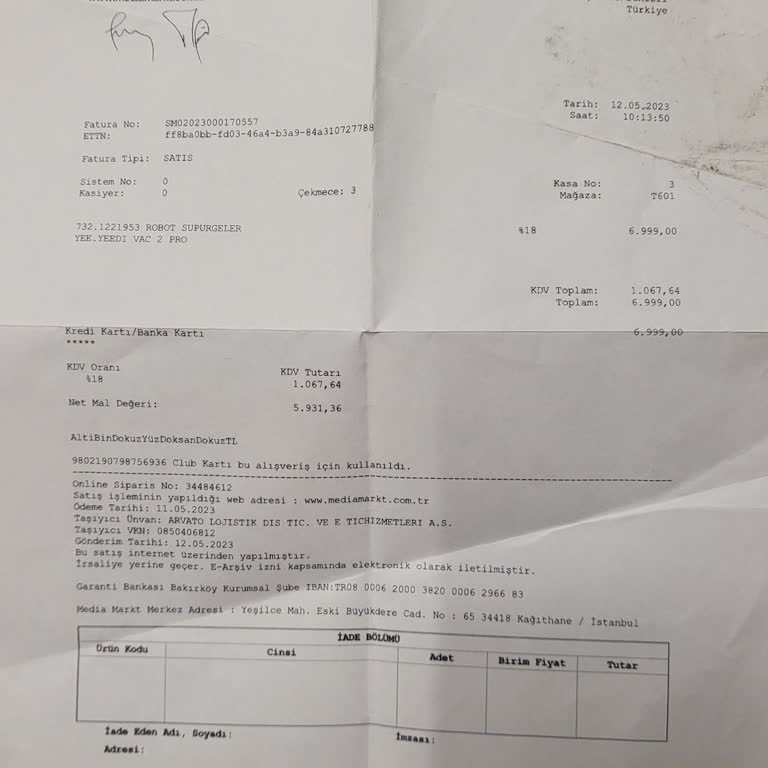 Türkiye
Tarih: 12.05.2023
Saat: 10:13:50
Fatura No: SM02023000170557
ETTN: ff8ba0bb-fd03-46a4-b3a9-84a310727788
Fatura Tipi: SATIS
Sistem No: 0
Kasiyer: 0 Çekmece: 3
Kasa No: 3
Mağaza: T601
732.1221953 ROBOT SUPURGELER %18 6.999,00
YEE.YEEDI VAC 2 PRO
KDV Toplam: 1.067,64
Toplam: 6.999,00
Kredi Kartı/Banka Kartı 6.999,00
*****
KDV Oranı KDV Tutarı
%18 1.067,64
Net Mal Değeri: 5.931,36
AltiBinDokuzYüzDoksanDokuzTL
9802190798756936 Club Kartı bu alışveriş için kullanıldı.
Online Siparis No: 34484612
Satış işleminin yapıldığı web adresi : www.mediamarkt.com.tr
Ödeme Tarihi: 11.05.2023
Taşıyıcı Ünvan: ARVATO LOJISTIK DIS TIC. VE E TICHIZMETLERI A.S.
Taşıyıcı VKN: 0850406812
Gönderim Tarihi: 12.05.2023
Bu satış internet üzerinden yapılmıştır.
İrsaliye yerine geçer. E-Arşiv izni kapsamında elektronik olarak iletilmiştir.
Garanti Bankası Bakırköy Kurumsal Şube IBAN:TR08 0006 2000 3820 0006 2966 83
Media Markt Merkez Adresi : Yeşilce Mah. Eski Büyükdere Cad. No : 65 34418 Kağıthane / İstanbul
İADE BÖLÜMÜ
Ürün Kodu Cinsi Adet Birim Fiyat Tutar
İade Eden Adı, Soyadı: İmzası:
Adresi: